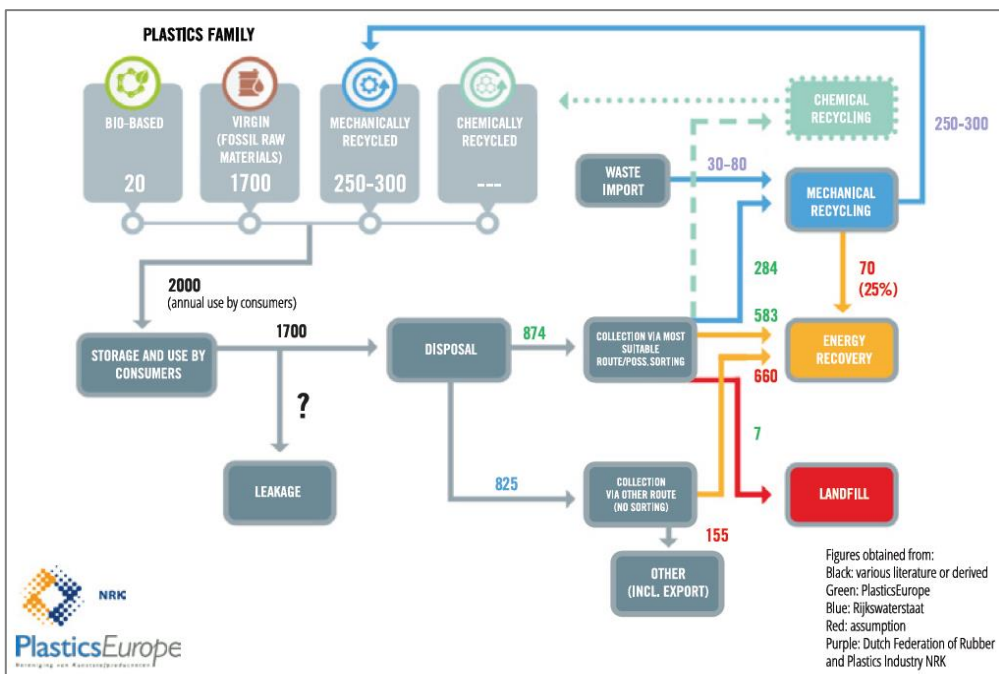 PLASTICS FAMILY
BIO-BASED
20
VIRGIN
(FOSSIL RAW
MATERIALS)
1700
MECHANICALLY
RECYCLED
250-300
CHEMICALLY
RECYCLED
---
CHEMICAL
RECYCLING
250-300
WASTE
IMPORT
30-80
MECHANICAL
RECYCLING
2000
(annual use by consumers)
284
70
(25%)
STORAGE AND USE BY
CONSUMERS
1700
DISPOSAL
874
COLLECTION VIA MOST
SUITABLE
ROUTE/POSS. SORTING
583
ENERGY
RECOVERY
660
?
7
LEAKAGE
825
COLLECTION
VIA OTHER ROUTE
(NO SORTING)
LANDFILL
155
OTHER
(INCL. EXPORT)
Figures obtained from:
Black: various literature or derived
Green: PlasticsEurope
Blue: Rijkswaterstaat
Red: assumption
Purple: Dutch Federation of Rubber
and Plastics Industry NRK
NRK
PlasticsEurope
Vereniging van Kunststofproducenten